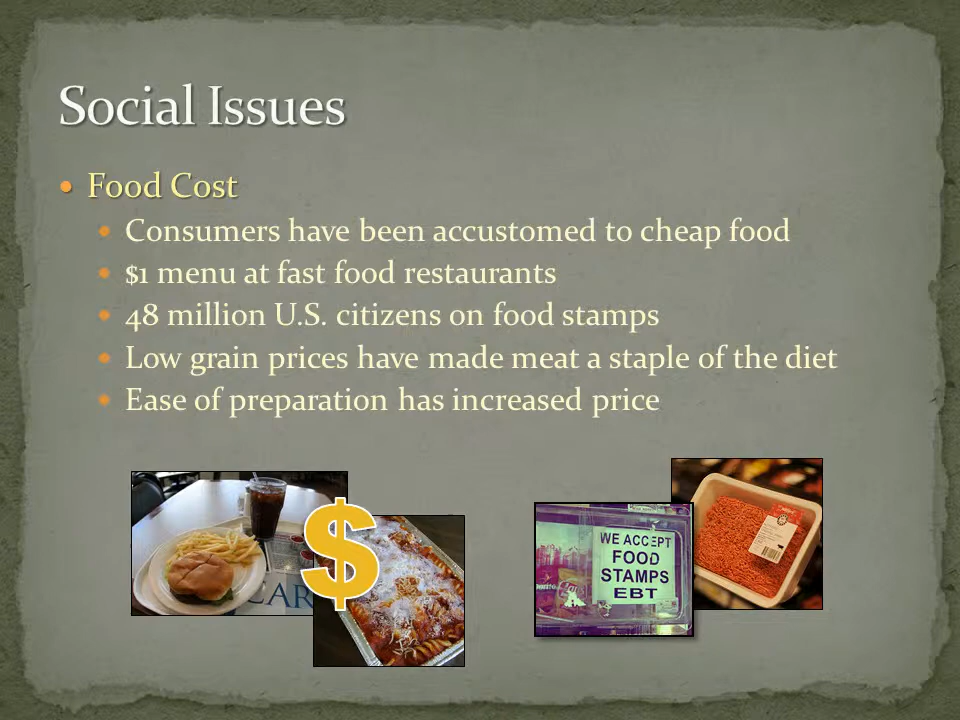 Social Issues
Food Cost
Consumers have been accustomed to cheap food
$1 menu at fast food restaurants
48 million U.S. citizens on food stamps
Low grain prices have made meat a staple of the diet
Ease of preparation has increased price
$
CAR
WE ACCEPT
FOOD
STAMPS
EBT